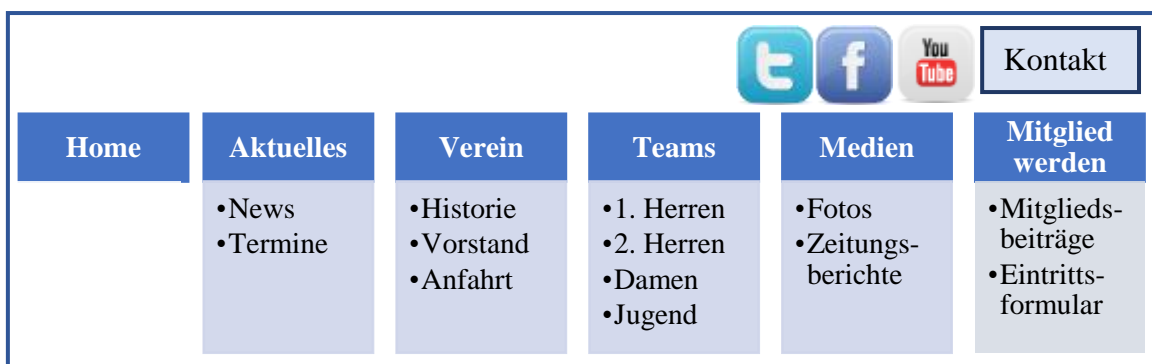 t f You Tube Kontakt
Home
Aktuelles
•News
•Termine
Verein
•Historie
•Vorstand
•Anfahrt
Teams
•1. Herren
•2. Herren
•Damen
•Jugend
Medien
•Fotos
•Zeitungs-
berichte
Mitglied
werden
•Mitglieds-
beiträge
•Eintritts-
formular